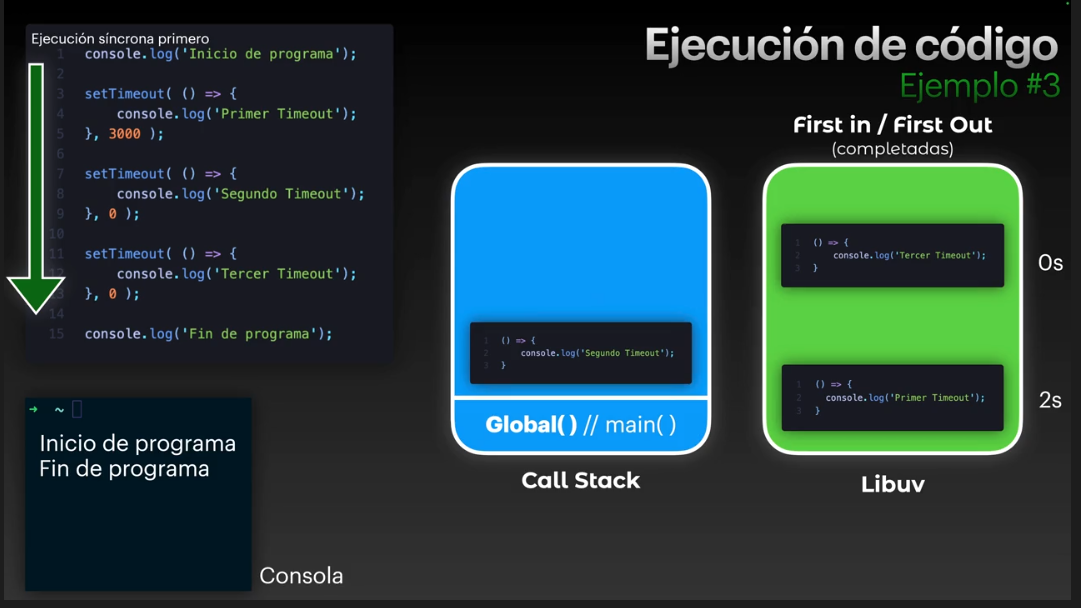 Ejecución de código
Ejemplo #3
Ejecución síncrona primero
1 console.log('Inicio de programa');
2
3 setTimeout( () => {
4 console.log('Primer Timeout');
5 }, 3000 );
6
7 setTimeout( () => {
8 console.log('Segundo Timeout');
9 }, 0 );
10
11 setTimeout( () => {
12 console.log('Tercer Timeout');
13 }, 0 );
14
15 console.log('Fin de programa');
➜ ~
Inicio de programa
Fin de programa
Consola
1 () => {
2 console.log('Segundo Timeout');
3 }
Global( ) // main( )
Call Stack
First in / First Out
(completadas)
1 () => {
2 console.log('Tercer Timeout');
3 }
0s
1 () => {
2 console.log('Primer Timeout');
3 }
2s
Libuv